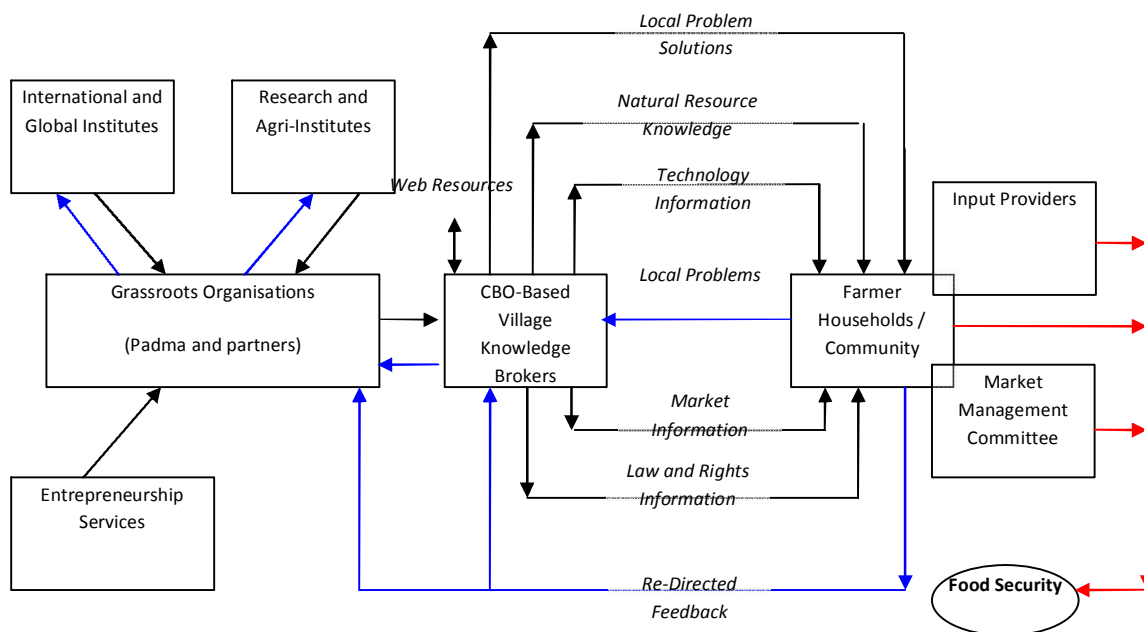 Local Problem
Solutions
International and
Global Institutes
Research and
Agri-Institutes
Natural Resource
Knowledge
Web Resources
Technology
Information
Input Providers
Grassroots Organisations
(Padma and partners)
CBO-Based
Village
Knowledge
Brokers
Local Problems
Farmer
Households /
Community
Market
Information
Market
Management
Committee
Law and Rights
Information
Entrepreneurship
Services
Re-Directed
Feedback
Food Security